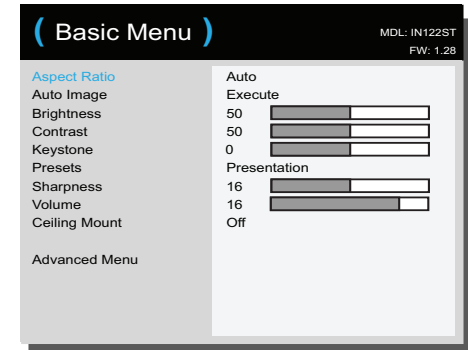 ( Basic Menu )
MDL: IN122ST
FW: 1.28
Aspect Ratio Auto
Auto Image Execute
Brightness 50
Contrast 50
Keystone 0
Presets Presentation
Sharpness 16
Volume 16
Ceiling Mount Off
Advanced Menu